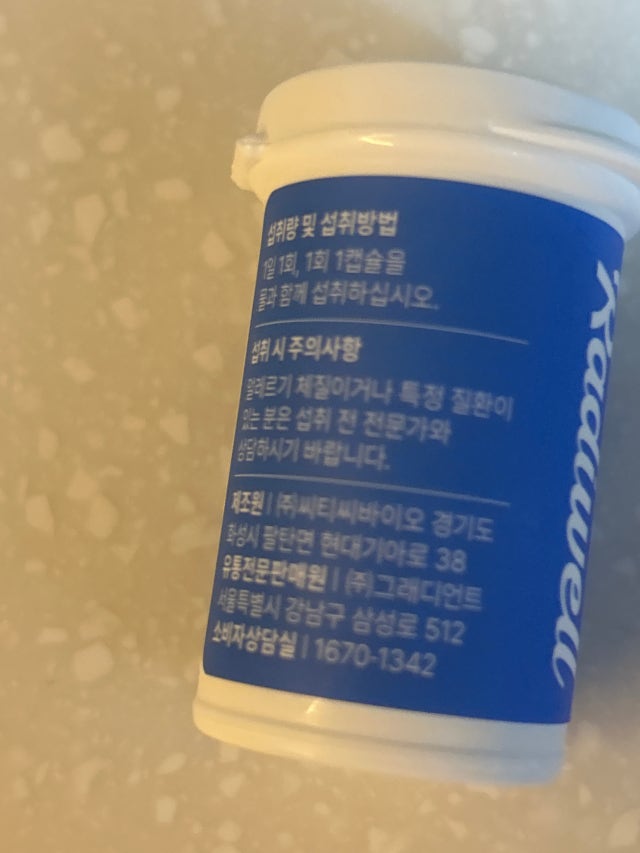 섭취량 및 섭취방법
1일 1회, 1회 1캡슐을
물과 함께 섭취하십시오.
섭취 시 주의사항
알레르기 체질이거나 특정 질환이
있는 분은 섭취 전 전문가와
상담하시기 바랍니다.
제조원 | (주)씨티씨바이오 경기도
화성시 팔탄면 현대기아로 38
유통전문판매원 | (주)그래디언트
서울특별시 강남구 삼성로 512
소비자상담실 | 1670-1342